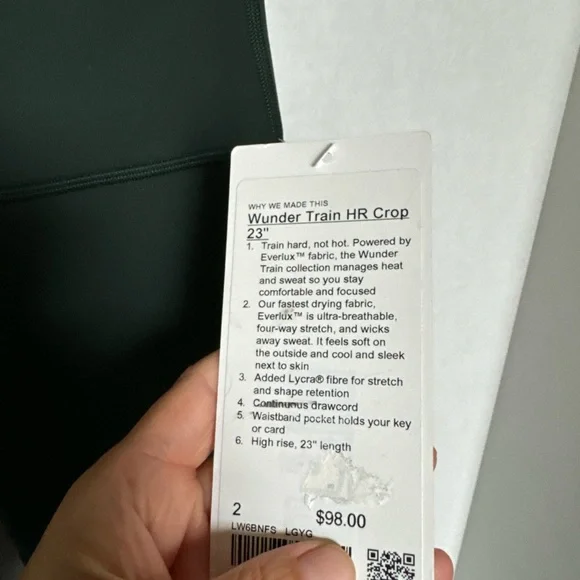 WHY WE MADE THIS
Wunder Train HR Crop
23"
1. Train hard, not hot. Powered by
Everlux™ fabric, the Wunder
Train collection manages heat
and sweat so you stay
comfortable and focused
2. Our fastest drying fabric,
Everlux™ is ultra-breathable,
four-way stretch, and wicks
away sweat. It feels soft on
the outside and cool and sleek
next to skin
3. Added Lycra® fibre for stretch
and shape retention
4. Continuous drawcord
5. Waistband pocket holds your key
or card
6. High rise, 23" length
2
$98.00
LW6BNFS LGYG